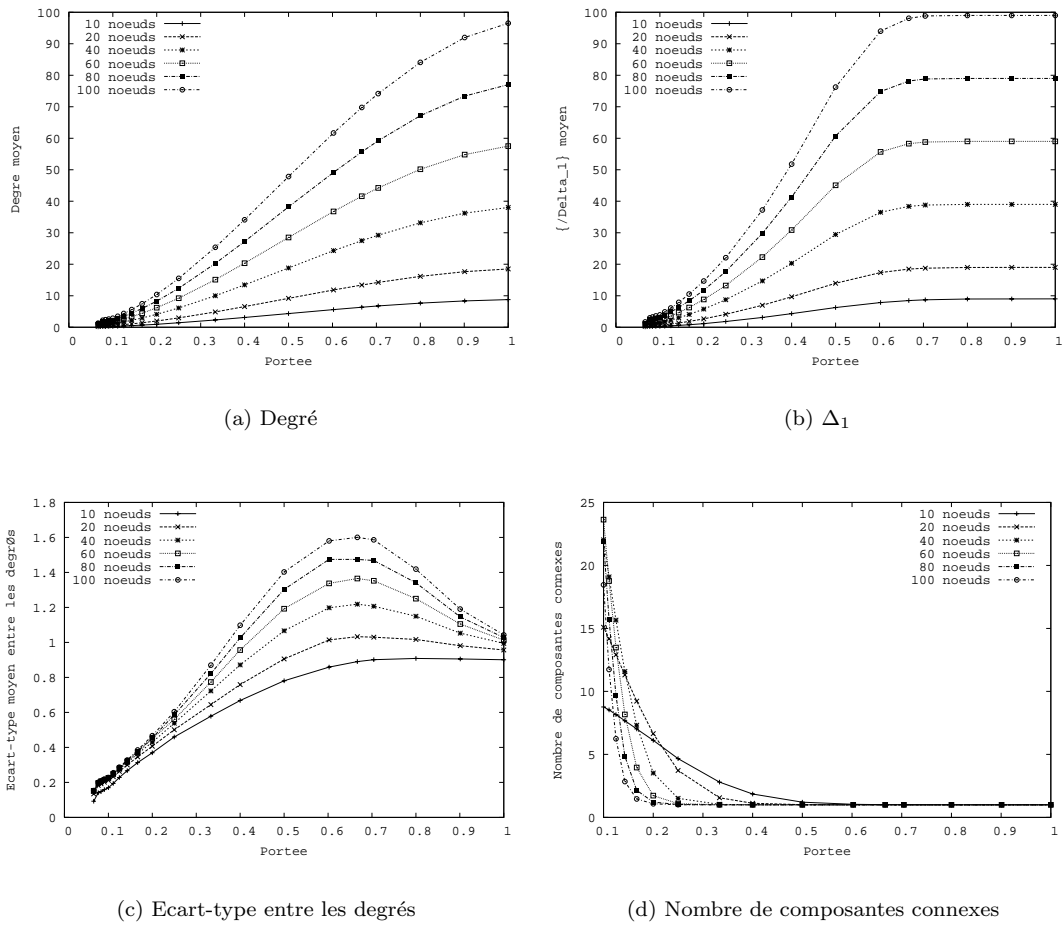 100
90
80
70
60
50
40
30
20
10
0
Degre moyen
10 noeuds
20 noeuds
40 noeuds
60 noeuds
80 noeuds
100 noeuds
0 0.1 0.2 0.3 0.4 0.5 0.6 0.7 0.8 0.9 1
Portee
(a) Degré
100
90
80
70
60
50
40
30
20
10
0
{/Delta_1} moyen
10 noeuds
20 noeuds
40 noeuds
60 noeuds
80 noeuds
100 noeuds
0 0.1 0.2 0.3 0.4 0.5 0.6 0.7 0.8 0.9 1
Portee
(b) Δ₁
1.8
1.6
1.4
1.2
1
0.8
0.6
0.4
0.2
0
Ecart-type moyen entre les degrØs
10 noeuds
20 noeuds
40 noeuds
60 noeuds
80 noeuds
100 noeuds
0 0.1 0.2 0.3 0.4 0.5 0.6 0.7 0.8 0.9 1
Portee
(c) Ecart-type entre les degrés
25
20
15
10
5
0
Nombre de composantes connexes
10 noeuds
20 noeuds
40 noeuds
60 noeuds
80 noeuds
100 noeuds
0.1 0.2 0.3 0.4 0.5 0.6 0.7 0.8 0.9 1
Portee
(d) Nombre de composantes connexes